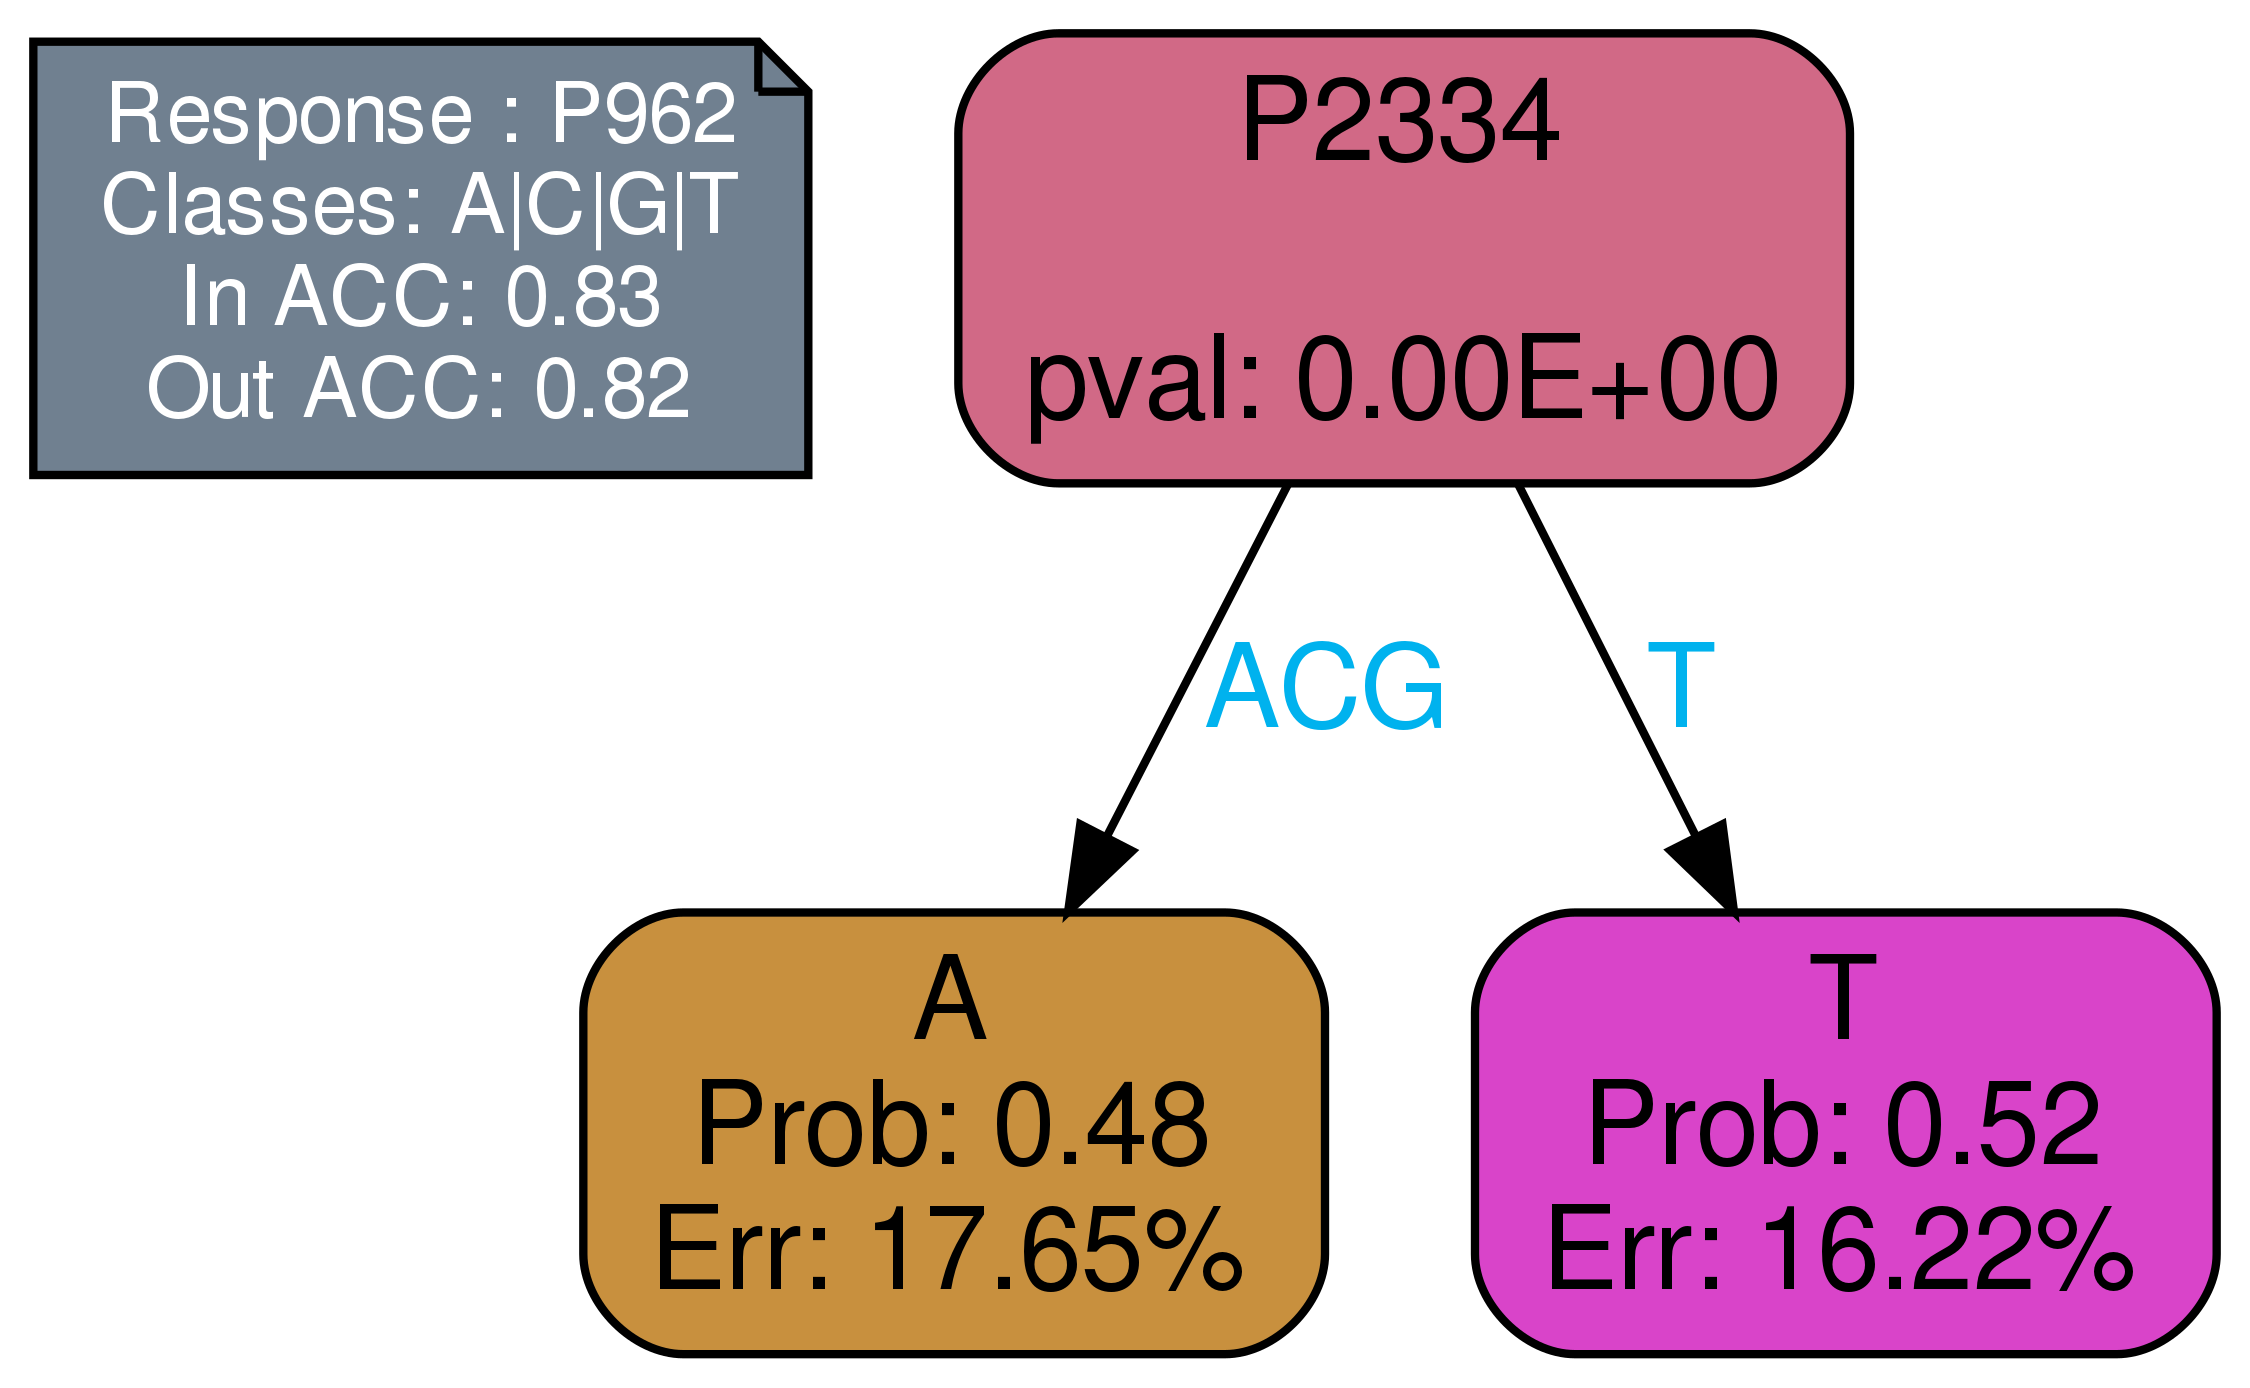 Response : P962
Classes: A|C|G|T
In ACC: 0.83
Out ACC: 0.82
P2334
pval: 0.00E+00
ACG
T
A
Prob: 0.48
Err: 17.65%
T
Prob: 0.52
Err: 16.22%